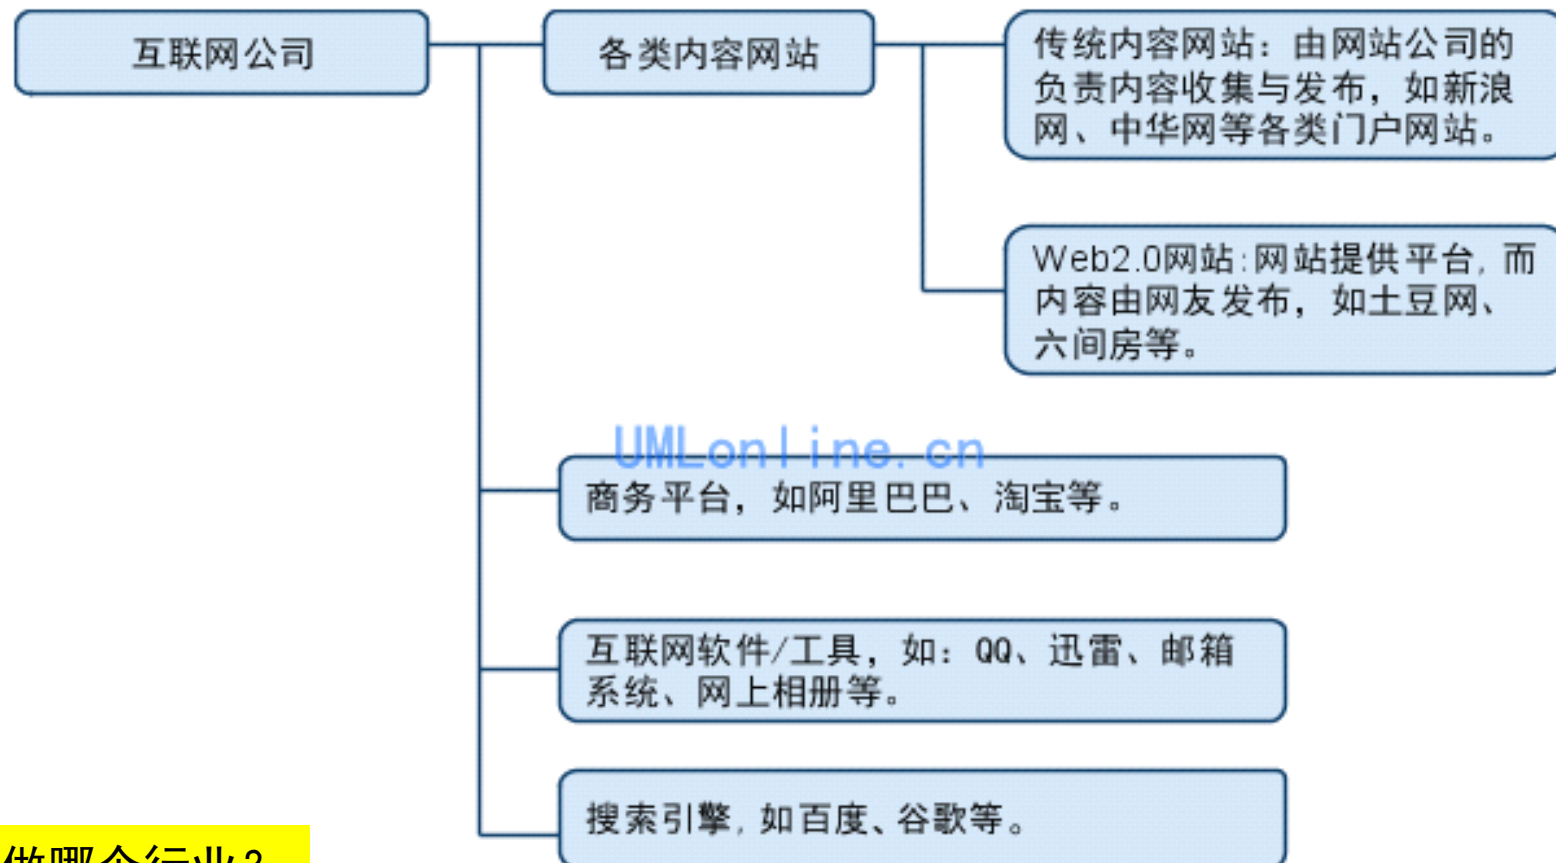 互联网公司
各类内容网站
传统内容网站：由网站公司的
负责内容收集与发布，如新浪
网、中华网等各类门户网站。
Web2.0网站:网站提供平台,而
内容由网友发布，如土豆网、
六间房等。
UMLonline.cn
商务平台，如阿里巴巴、淘宝等。
互联网软件/工具，如：QQ、迅雷、邮箱
系统、网上相册等。
搜索引擎,如百度、谷歌等。
做哪个行业?